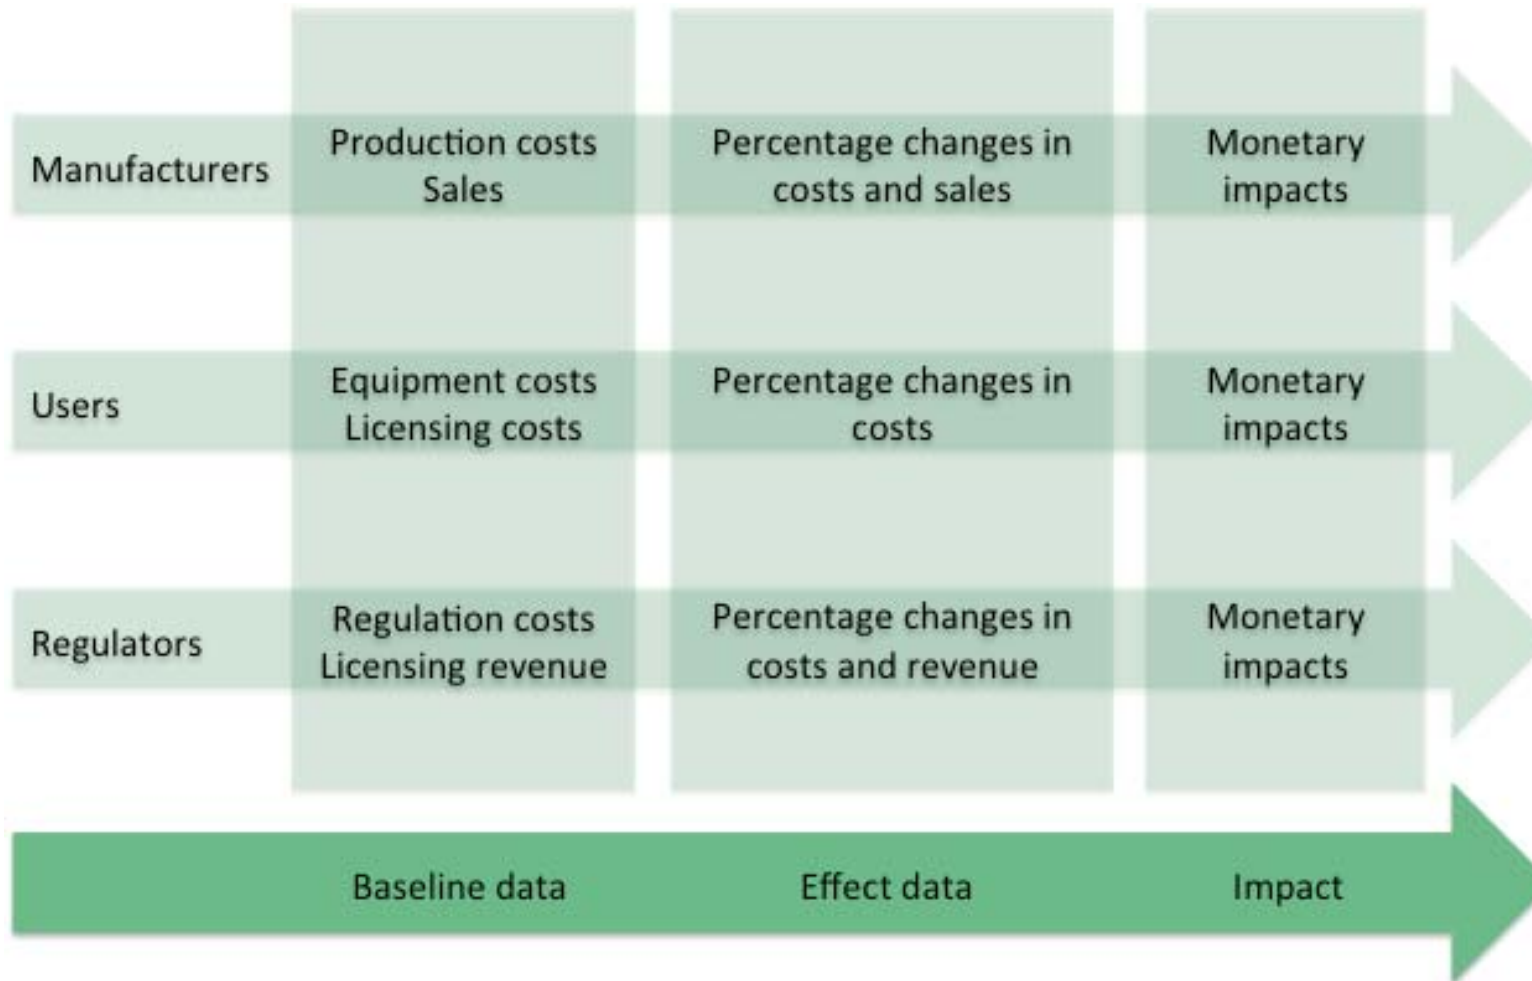 Manufacturers
Production costs
Sales
Percentage changes in
costs and sales
Monetary
impacts
Users
Equipment costs
Licensing costs
Percentage changes in
costs
Monetary
impacts
Regulators
Regulation costs
Licensing revenue
Percentage changes in
costs and revenue
Monetary
impacts
Baseline data
Effect data
Impact